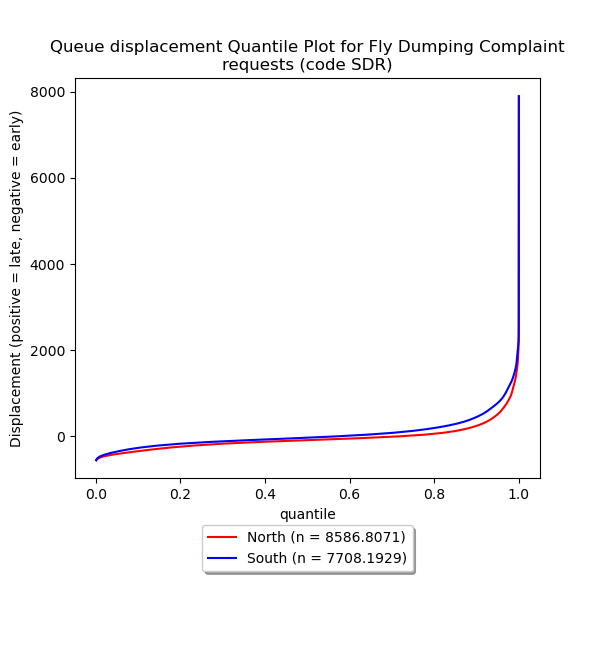 Queue displacement Quantile Plot for Fly Dumping Complaint
requests (code SDR)
Displacement (positive = late, negative = early)
8000
6000
4000
2000
0
0.0 0.2 0.4 0.6 0.8 1.0
quantile
North (n = 8586.8071)
South (n = 7708.1929)